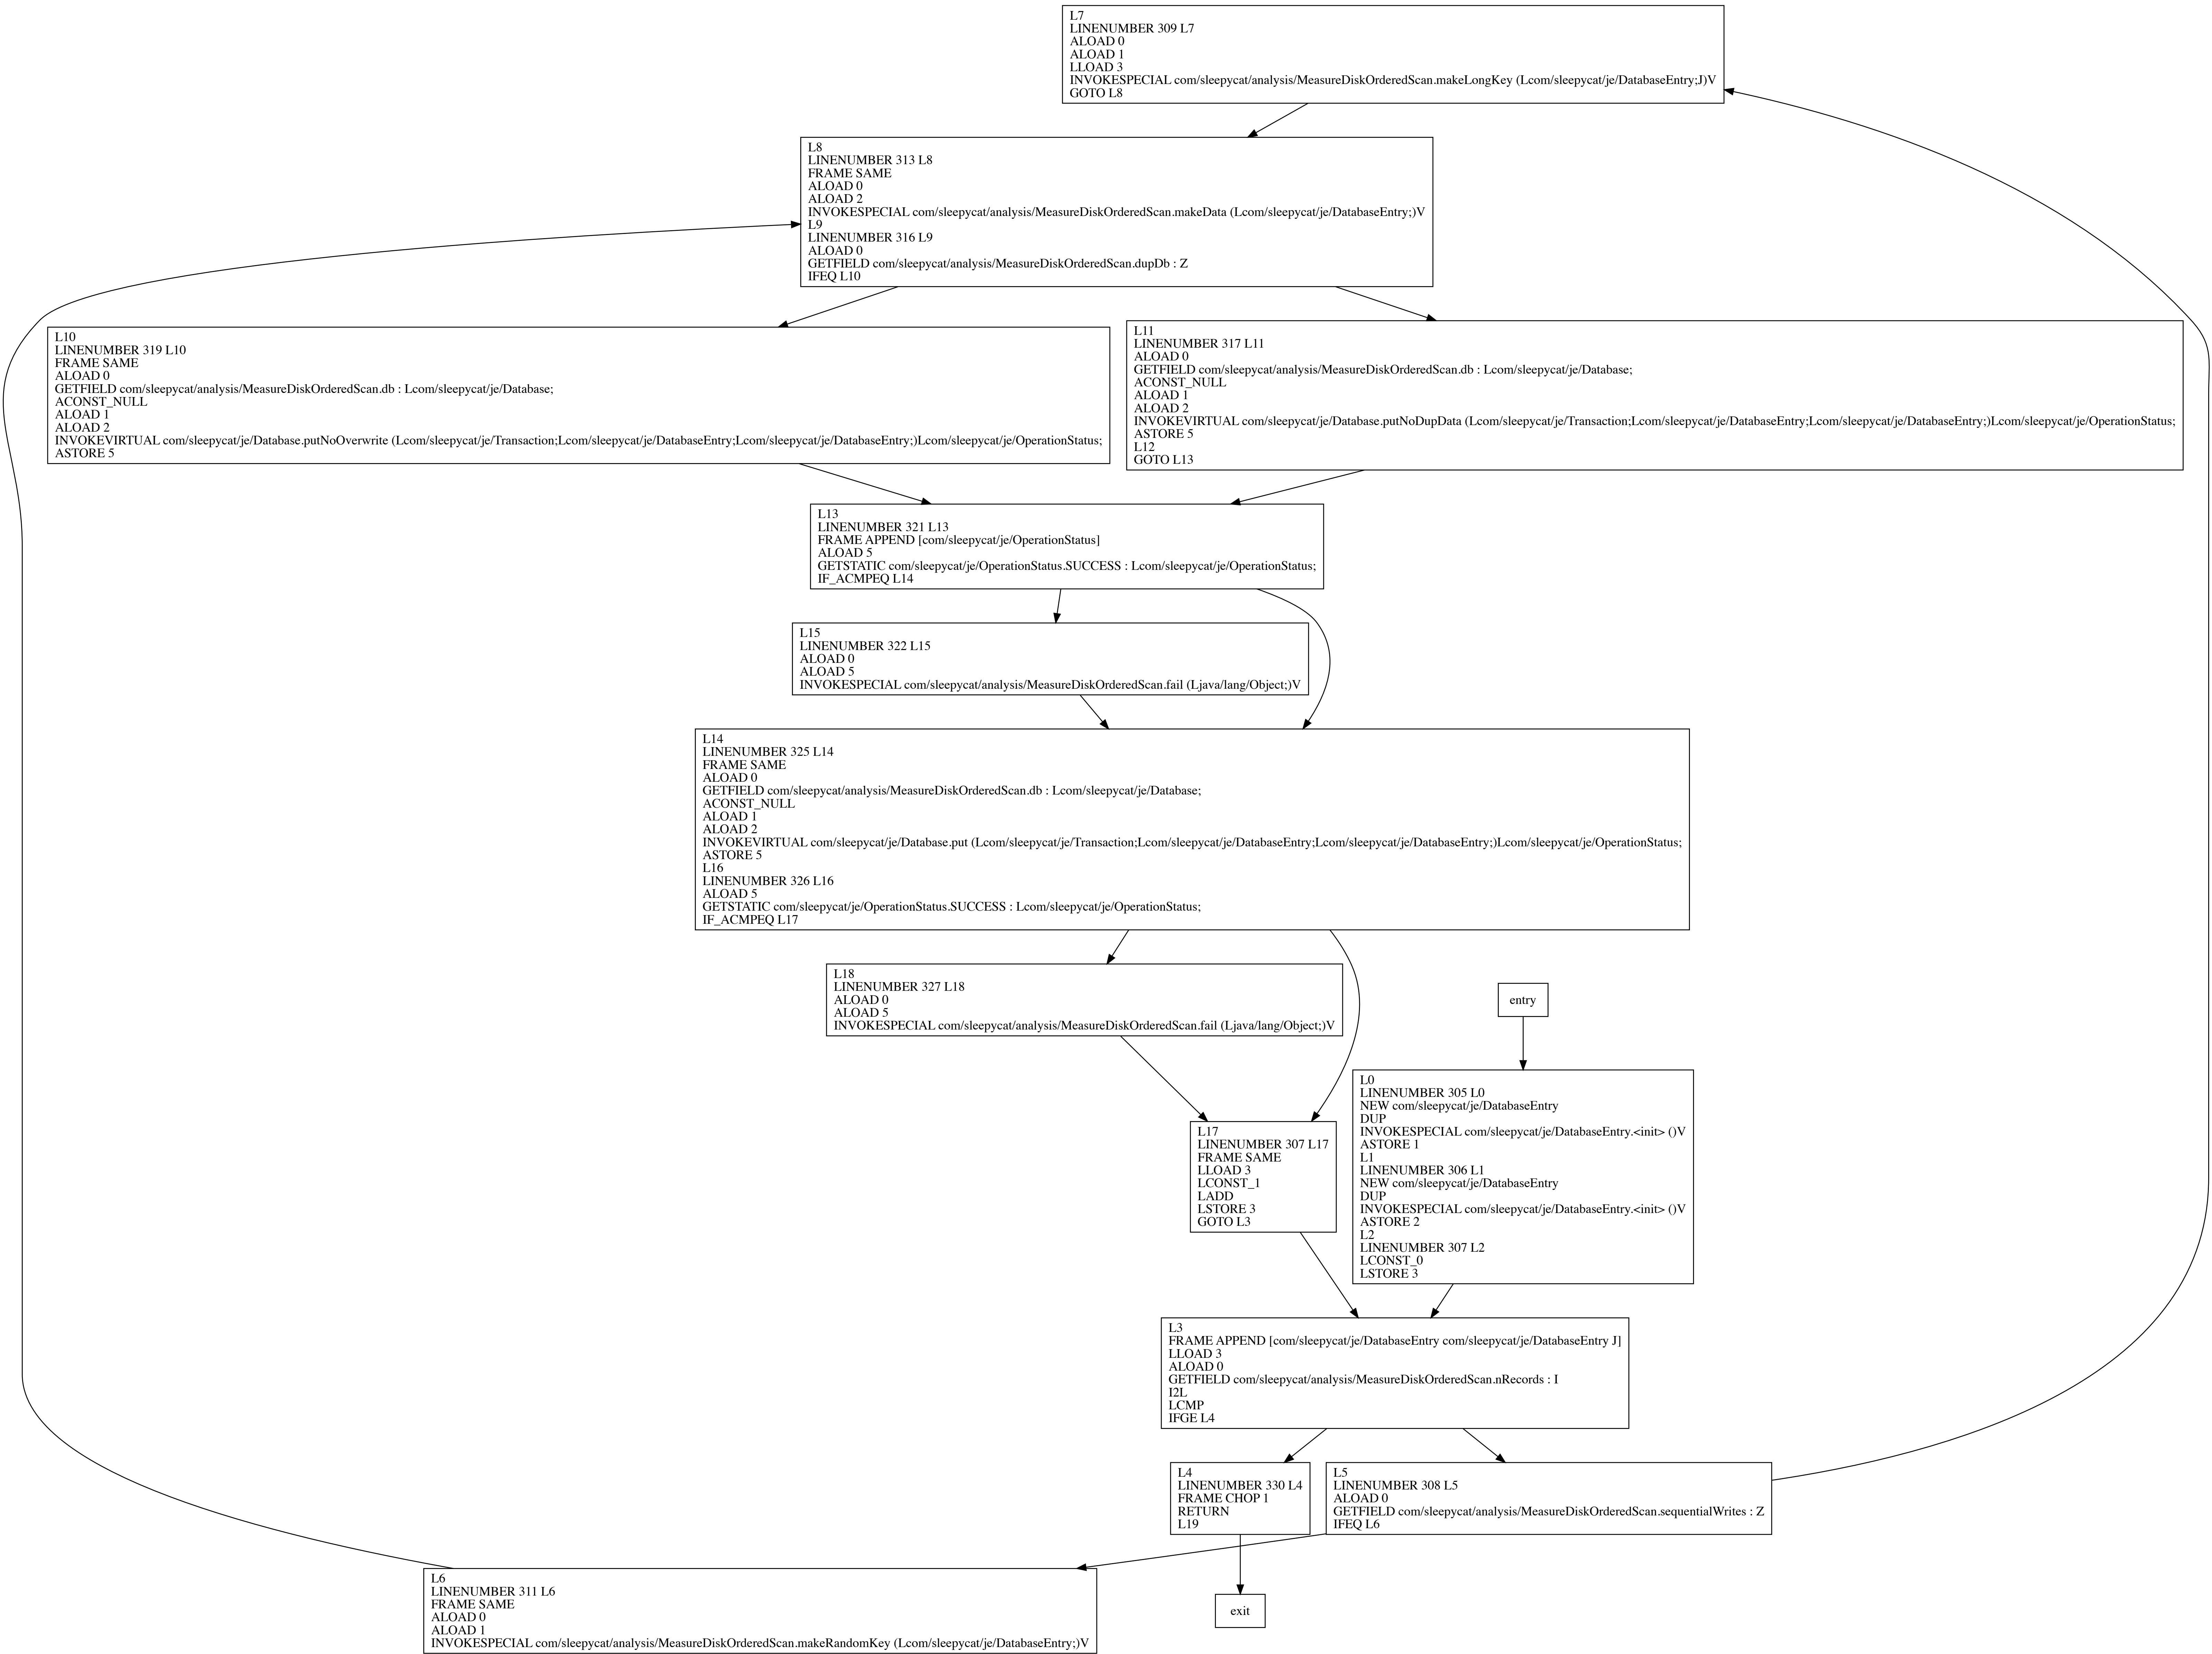 L7
LINENUMBER 309 L7
ALOAD 0
ALOAD 1
LLOAD 3
INVOKESPECIAL com/sleepycat/analysis/MeasureDiskOrderedScan.makeLongKey (Lcom/sleepycat/je/DatabaseEntry;J)V
GOTO L8
L8
LINENUMBER 313 L8
FRAME SAME
ALOAD 0
ALOAD 2
INVOKESPECIAL com/sleepycat/analysis/MeasureDiskOrderedScan.makeData (Lcom/sleepycat/je/DatabaseEntry;)V
L9
LINENUMBER 316 L9
ALOAD 0
GETFIELD com/sleepycat/analysis/MeasureDiskOrderedScan.dupDb : Z
IFEQ L10
L10
LINENUMBER 319 L10
FRAME SAME
ALOAD 0
GETFIELD com/sleepycat/analysis/MeasureDiskOrderedScan.db : Lcom/sleepycat/je/Database;
ACONST_NULL
ALOAD 1
ALOAD 2
INVOKEVIRTUAL com/sleepycat/je/Database.putNoOverwrite (Lcom/sleepycat/je/Transaction;Lcom/sleepycat/je/DatabaseEntry;Lcom/sleepycat/je/DatabaseEntry;)Lcom/sleepycat/je/OperationStatus;
ASTORE 5
L11
LINENUMBER 317 L11
ALOAD 0
GETFIELD com/sleepycat/analysis/MeasureDiskOrderedScan.db : Lcom/sleepycat/je/Database;
ACONST_NULL
ALOAD 1
ALOAD 2
INVOKEVIRTUAL com/sleepycat/je/Database.putNoDupData (Lcom/sleepycat/je/Transaction;Lcom/sleepycat/je/DatabaseEntry;Lcom/sleepycat/je/DatabaseEntry;)Lcom/sleepycat/je/OperationStatus;
ASTORE 5
L12
GOTO L13
L13
LINENUMBER 321 L13
FRAME APPEND [com/sleepycat/je/OperationStatus]
ALOAD 5
GETSTATIC com/sleepycat/je/OperationStatus.SUCCESS : Lcom/sleepycat/je/OperationStatus;
IF_ACMPEQ L14
L15
LINENUMBER 322 L15
ALOAD 0
ALOAD 5
INVOKESPECIAL com/sleepycat/analysis/MeasureDiskOrderedScan.fail (Ljava/lang/Object;)V
L14
LINENUMBER 325 L14
FRAME SAME
ALOAD 0
GETFIELD com/sleepycat/analysis/MeasureDiskOrderedScan.db : Lcom/sleepycat/je/Database;
ACONST_NULL
ALOAD 1
ALOAD 2
INVOKEVIRTUAL com/sleepycat/je/Database.put (Lcom/sleepycat/je/Transaction;Lcom/sleepycat/je/DatabaseEntry;Lcom/sleepycat/je/DatabaseEntry;)Lcom/sleepycat/je/OperationStatus;
ASTORE 5
L16
LINENUMBER 326 L16
ALOAD 5
GETSTATIC com/sleepycat/je/OperationStatus.SUCCESS : Lcom/sleepycat/je/OperationStatus;
IF_ACMPEQ L17
L18
LINENUMBER 327 L18
ALOAD 0
ALOAD 5
INVOKESPECIAL com/sleepycat/analysis/MeasureDiskOrderedScan.fail (Ljava/lang/Object;)V
entry
L0
LINENUMBER 305 L0
NEW com/sleepycat/je/DatabaseEntry
DUP
INVOKESPECIAL com/sleepycat/je/DatabaseEntry.<init> ()V
ASTORE 1
L1
LINENUMBER 306 L1
NEW com/sleepycat/je/DatabaseEntry
DUP
INVOKESPECIAL com/sleepycat/je/DatabaseEntry.<init> ()V
ASTORE 2
L2
LINENUMBER 307 L2
LCONST_0
LSTORE 3
L17
LINENUMBER 307 L17
FRAME SAME
LLOAD 3
LCONST_1
LADD
LSTORE 3
GOTO L3
L3
FRAME APPEND [com/sleepycat/je/DatabaseEntry com/sleepycat/je/DatabaseEntry J]
LLOAD 3
ALOAD 0
GETFIELD com/sleepycat/analysis/MeasureDiskOrderedScan.nRecords : I
I2L
LCMP
IFGE L4
L4
LINENUMBER 330 L4
FRAME CHOP 1
RETURN
L19
L5
LINENUMBER 308 L5
ALOAD 0
GETFIELD com/sleepycat/analysis/MeasureDiskOrderedScan.sequentialWrites : Z
IFEQ L6
L6
LINENUMBER 311 L6
FRAME SAME
ALOAD 0
ALOAD 1
INVOKESPECIAL com/sleepycat/analysis/MeasureDiskOrderedScan.makeRandomKey (Lcom/sleepycat/je/DatabaseEntry;)V
exit